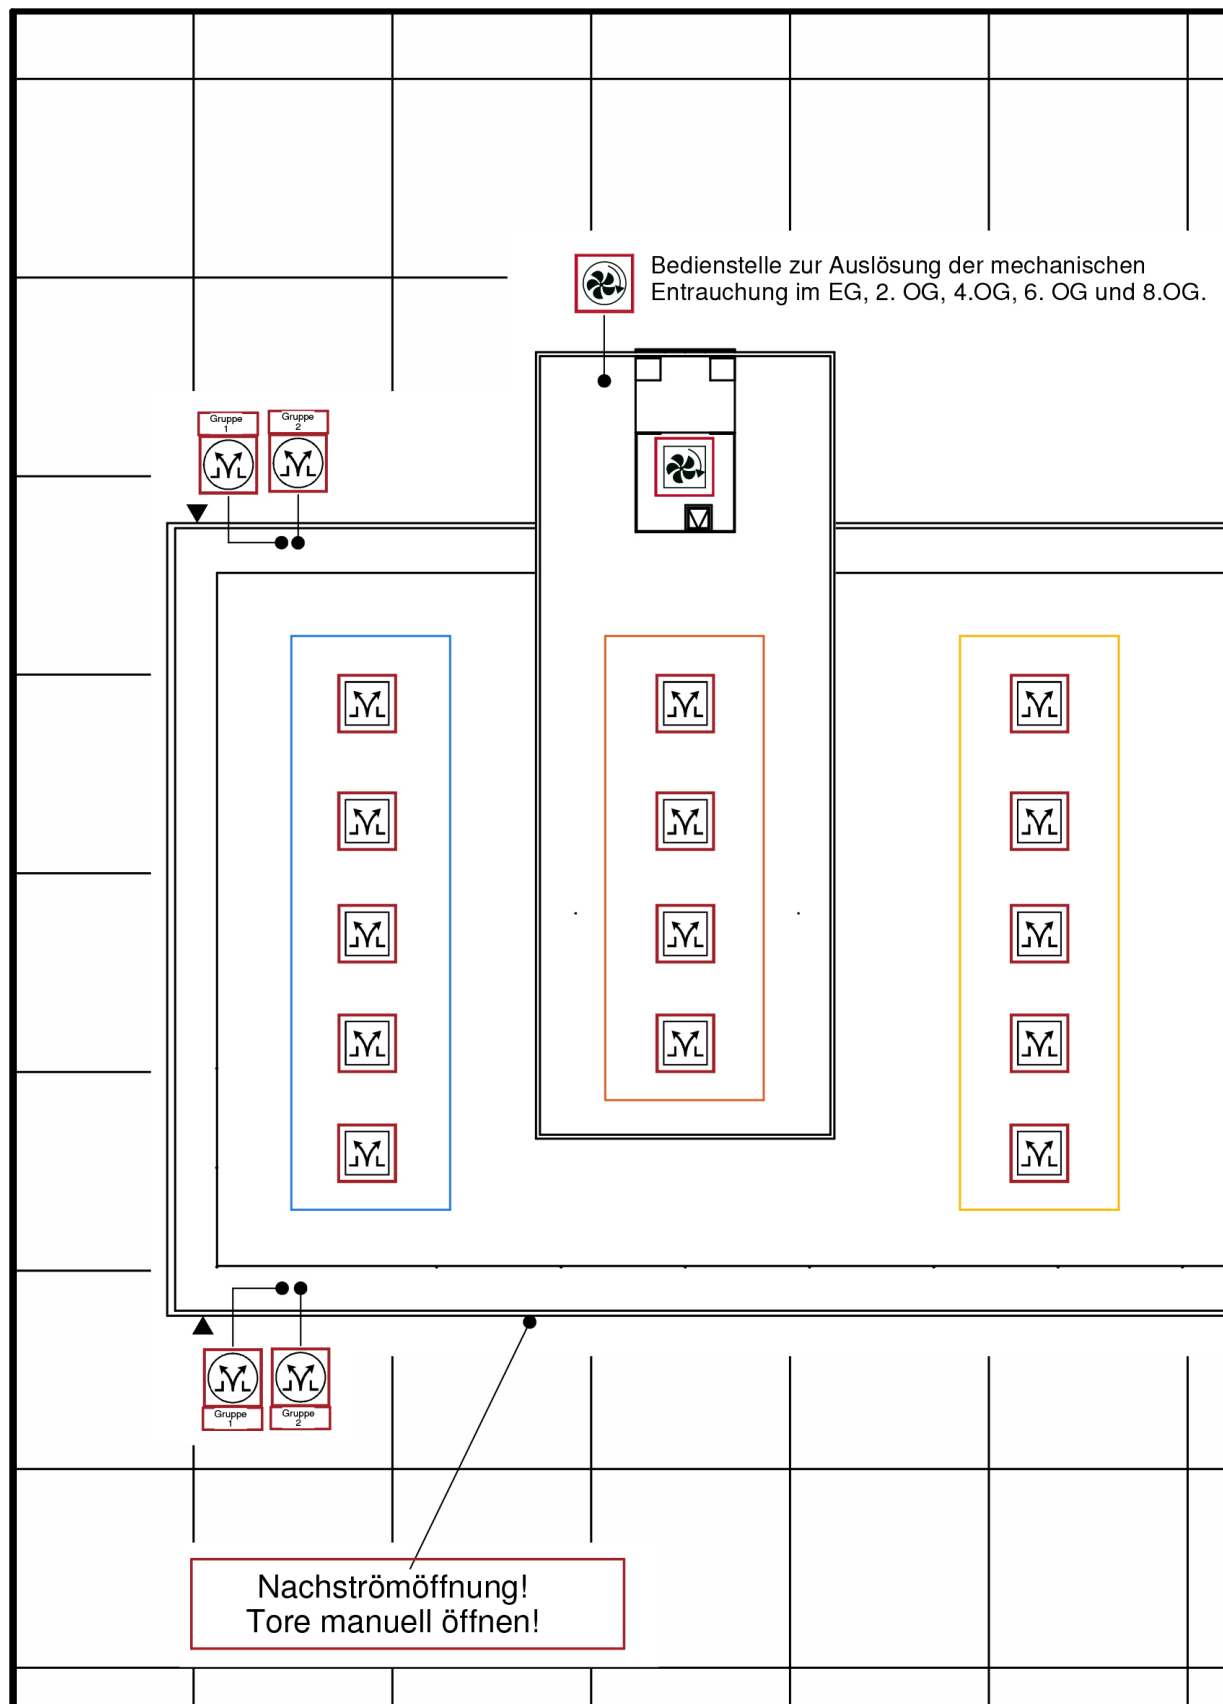 Bedienstelle zur Auslösung der mechanischen
Entrauchung im EG, 2. OG, 4.OG, 6. OG und 8.OG.
Gruppe
1
Gruppe
2
Gruppe
1
Gruppe
2
Nachströmöffnung!
Tore manuell öffnen!